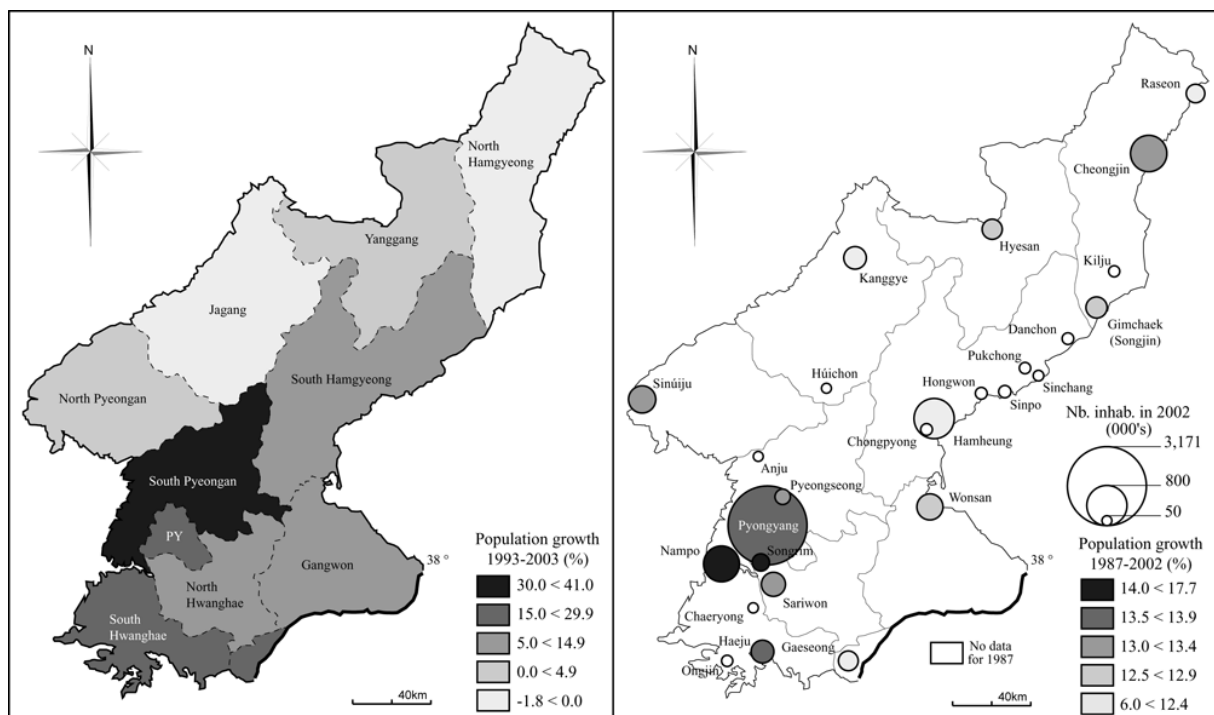 N
North
Hamgyeong
Yanggang
Jagang
South Hamgyeong
North Pyeongan
South Pyeongan
PY
Gangwon
North
Hwanghae
South
Hwanghae
38 °
Population growth
1993-2003 (%)
30.0 < 41.0
15.0 < 29.9
5.0 < 14.9
0.0 < 4.9
-1.8 < 0.0
40km
N
Raseon
Cheongjin
Hyesan
Kanggye
Kilju
Gimchaek
(Songjin)
Danchon
Pukchong
Sinchang
Húichon
Hongwon
Sinpo
Sinúiju
Chongpyong
Hamheung
Anju
Pyeongseong
Wonsan
Pyongyang
Nampo
Songrim
Sariwon
Chaeryong
Haeju
Gaeseong
Ongjin
38 °
Nb. inhab. in 2002
(000's)
3,171
800
50
Population growth
1987-2002 (%)
14.0 < 17.7
13.5 < 13.9
13.0 < 13.4
12.5 < 12.9
6.0 < 12.4
No data
for 1987
40km